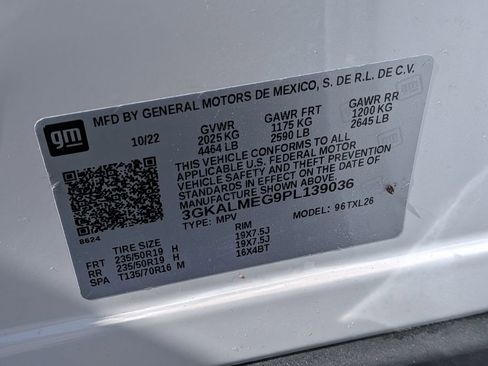 gm
MFD BY GENERAL MOTORS DE MEXICO, S. DE R.L. DE C.V.
10/22 GVWR GAWR FRT GAWR RR
2025 KG 1175 KG 1200 KG
4464 LB 2590 LB 2645 LB
THIS VEHICLE CONFORMS TO ALL
APPLICABLE U.S. FEDERAL MOTOR
VEHICLE SAFETY AND THEFT PREVENTION
STANDARDS IN EFFECT ON THE DATE OF
MANUFACTURE SHOWN ABOVE.
3GKALMEG9PL139036
TYPE: MPV MODEL: 96TXL26
8624
TIRE SIZE RIM
FRT 235/50R19 H 19X7.5J
RR 235/50R19 H 19X7.5J
SPA T135/70R16 M 16X4BT